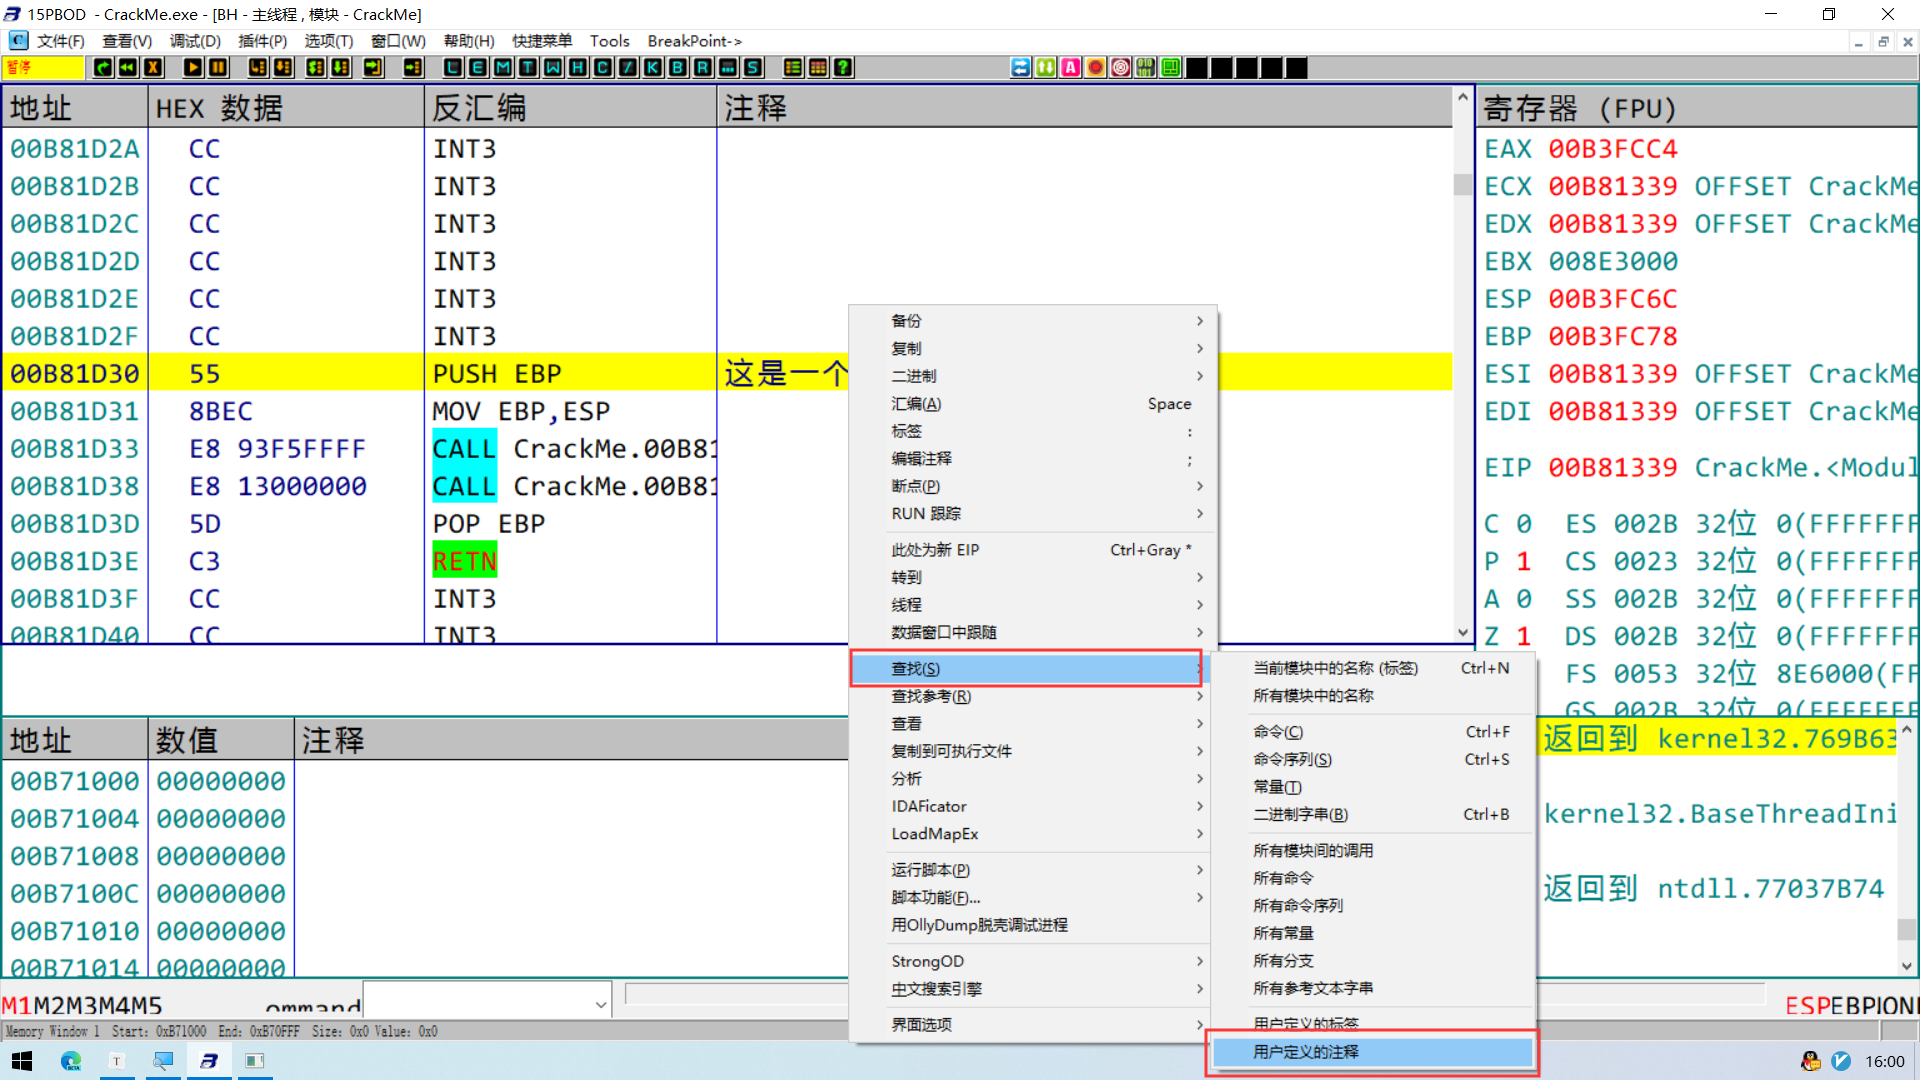 15PBOD - CrackMe.exe - [BH - 主线程 , 模块 - CrackMe]
文件(F) 查看(V) 调试(D) 插件(P) 选项(T) 窗口(W) 帮助(H) 快捷菜单 Tools BreakPoint->
暂停 L E M T W H C / K B R ... S ? A
地址 HEX 数据 反汇编 注释
00B81D2A CC INT3
00B81D2B CC INT3
00B81D2C CC INT3
00B81D2D CC INT3
00B81D2E CC INT3
00B81D2F CC INT3
00B81D30 55 PUSH EBP 这是一个
00B81D31 8BEC MOV EBP,ESP
00B81D33 E8 93F5FFFF CALL CrackMe.00B81
00B81D38 E8 13000000 CALL CrackMe.00B81
00B81D3D 5D POP EBP
00B81D3E C3 RETN
00B81D3F CC INT3
00B81D40 CC INT3
寄存器 (FPU)
EAX 00B3FCC4
ECX 00B81339 OFFSET CrackMe
EDX 00B81339 OFFSET CrackMe
EBX 008E3000
ESP 00B3FC6C
EBP 00B3FC78
ESI 00B81339 OFFSET CrackMe
EDI 00B81339 OFFSET CrackMe
EIP 00B81339 CrackMe.<Modul
C 0 ES 002B 32位 0(FFFFFFF
P 1 CS 0023 32位 0(FFFFFFF
A 0 SS 002B 32位 0(FFFFFFF
Z 1 DS 002B 32位 0(FFFFFFF
FS 0053 32位 8E6000(FF
GS 002B 32位 0(FFFFFFF
备份
复制
二进制
汇编(A) Space
标签 :
编辑注释 ;
断点(P)
RUN 跟踪
此处为新 EIP Ctrl+Gray *
转到
线程
数据窗口中跟随
查找(S)
查找参考(R)
查看
复制到可执行文件
分析
IDAFicator
LoadMapEx
运行脚本(P)
脚本功能(F)...
用OllyDump脱壳调试进程
StrongOD
中文搜索引擎
界面选项
当前模块中的名称 (标签) Ctrl+N
所有模块中的名称
命令(C) Ctrl+F
命令序列(S) Ctrl+S
常量(T)
二进制字串(B) Ctrl+B
所有模块间的调用
所有命令
所有命令序列
所有常量
所有分支
所有参考文本字串
用户定义的标签
用户定义的注释
地址 数值 注释
00B71000 00000000
00B71004 00000000
00B71008 00000000
00B7100C 00000000
00B71010 00000000
00B71014 00000000
返回到 kernel32.769B63
kernel32.BaseThreadIni
返回到 ntdll.77037B74
M1M2M3M4M5 ommand
ESPEBP
Memory Window 1 Start: 0xB71000 End: 0xB70FFF Size: 0x0 Value: 0x0
16:00